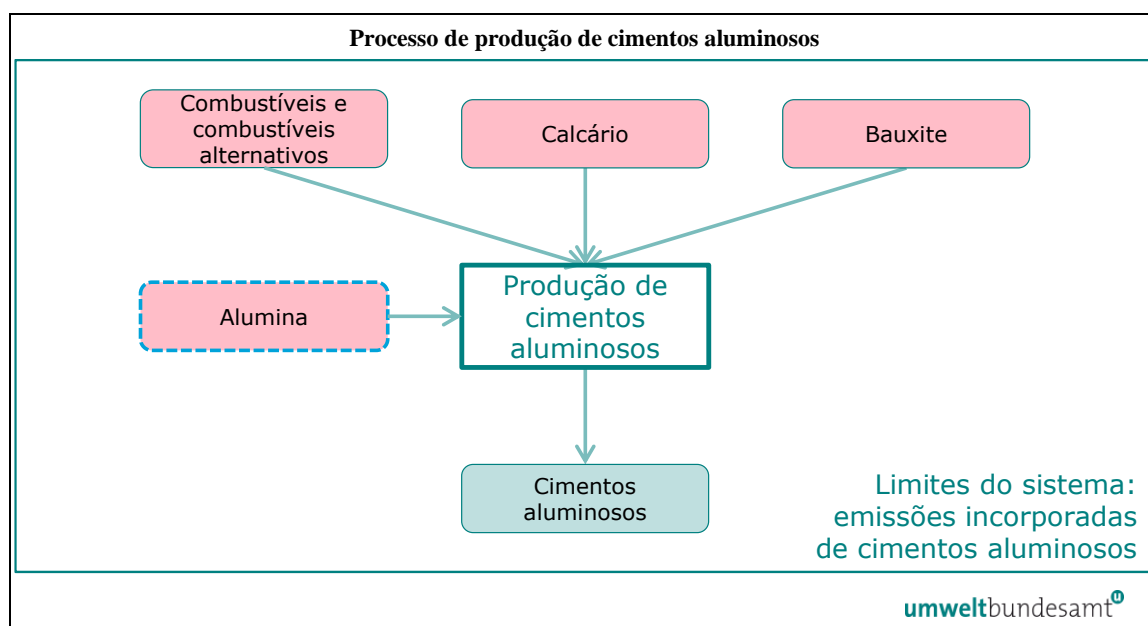 Processo de produção de cimentos aluminosos
Combustíveis e
combustíveis
alternativos
Calcário
Bauxite
Alumina
Produção de
cimentos
aluminosos
Cimentos
aluminosos
Limites do sistema:
emissões incorporadas
de cimentos aluminosos
umweltbundesamt u